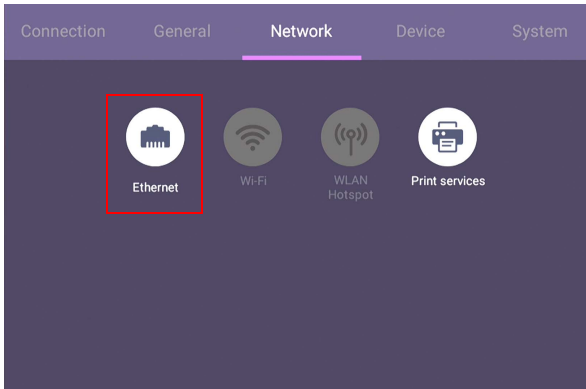 Connection General Network Device System
Ethernet Wi-Fi WLAN Print services
Hotspot